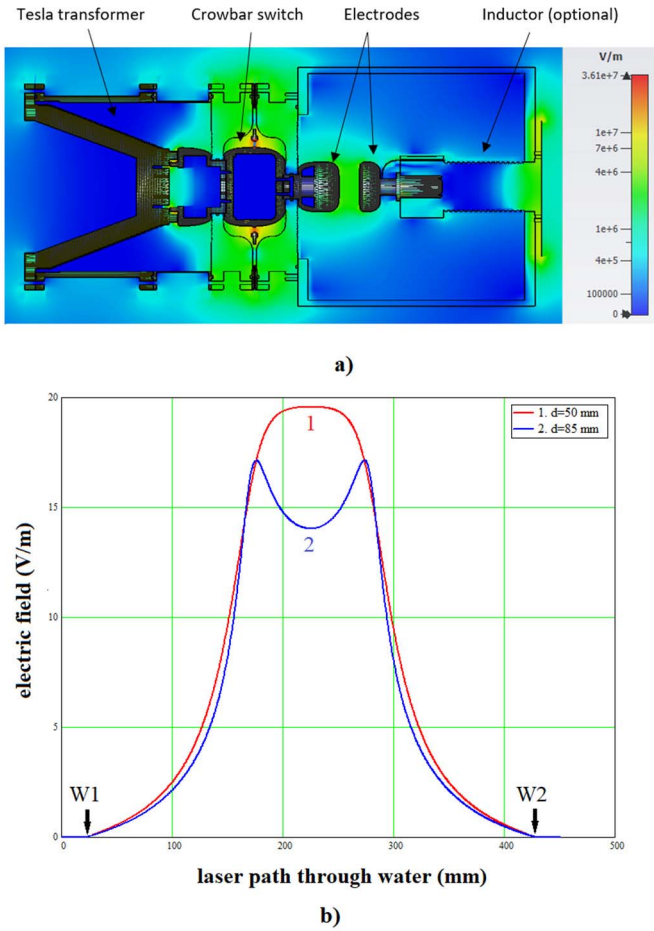 Tesla transformer Crowbar switch Electrodes Inductor (optional)
V/m
3.61e+7
1e+7
7e+6
4e+6
1e+6
4e+5
100000
0
a)
20
15
10
5
0
electric field (V/m)
1. d=50 mm
2. d=85 mm
1
2
W1 W2
0 100 200 300 400 500
laser path through water (mm)
b)